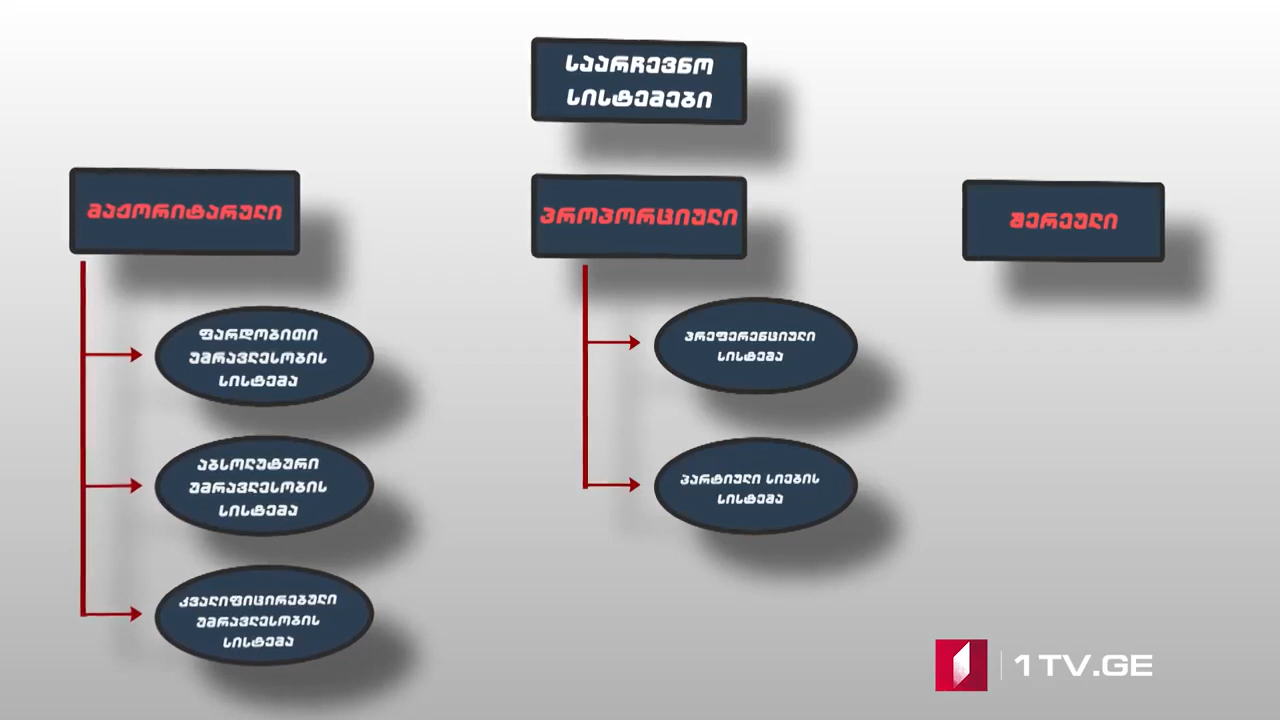 საარჩევნო
სისტემები
მაჟორიტარული
ფარდობითი
უმრავლესობის
სისტემა
აბსოლუტური
უმრავლესობის
სისტემა
კვალიფიცირებული
უმრავლესობის
სისტემა
პროპორციული
პრეფერენციული
სისტემა
პარტიული სიების
სისტემა
შერეული
1TV.GE